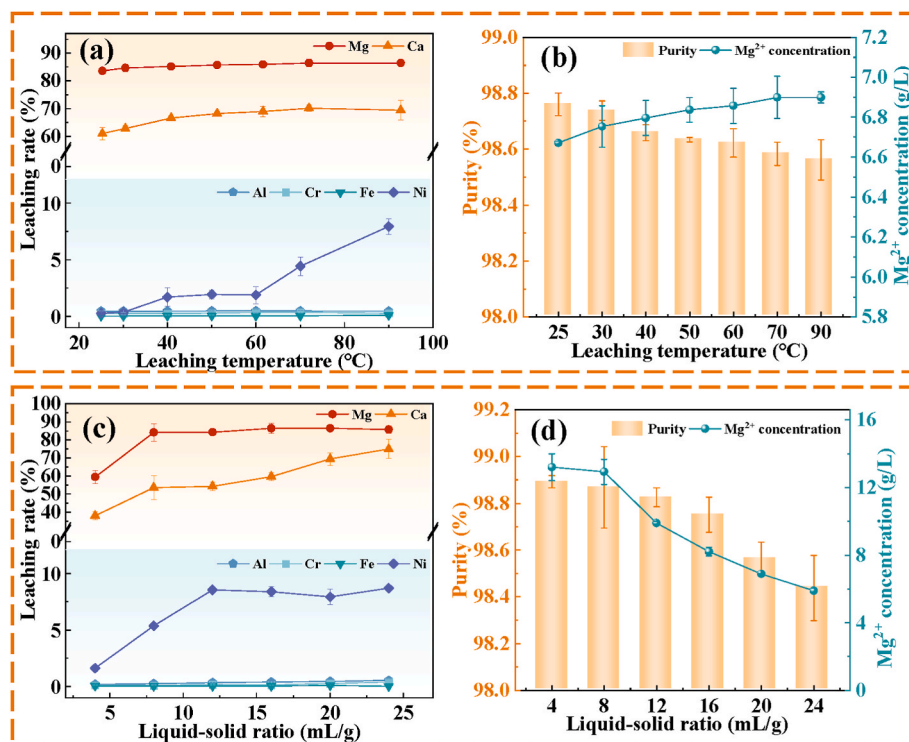 (a)
Mg Ca
Leaching rate (%)
90
80
70
60
0
Al Cr Fe Ni
10
5
0
20 40 60 80 100
Leaching temperature (℃)
(b)
Purity Mg²⁺ concentration
Purity (%)
99.0
98.8
98.6
98.4
98.2
98.0
7.2
7.0
6.8
6.6
6.4
6.2
6.0
5.8
Mg²⁺ concentration (g/L)
25 30 40 50 60 70 90
Leaching temperature (℃)
(c)
Mg Ca
Leaching rate (%)
100
90
80
70
60
50
40
0
Al Cr Fe Ni
10
5
0
5 10 15 20 25
Liquid-solid ratio (mL/g)
(d)
Purity Mg²⁺ concentration
Purity (%)
99.2
99.0
98.8
98.6
98.4
98.2
98.0
16
12
8
4
0
Mg²⁺ concentration (g/L)
4 8 12 16 20 24
Liquid-solid ratio (mL/g)